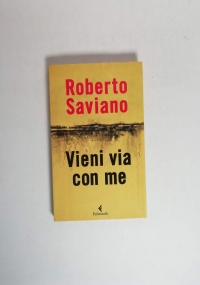 Roberto
Saviano
Vieni via
con me
Feltrinelli